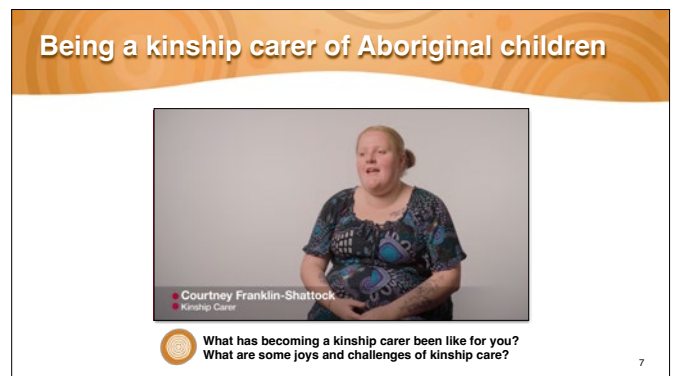 Being a kinship carer of Aboriginal children
Courtney Franklin-Shattock
Kinship Carer
What has becoming a kinship carer been like for you?
What are some joys and challenges of kinship care?
7